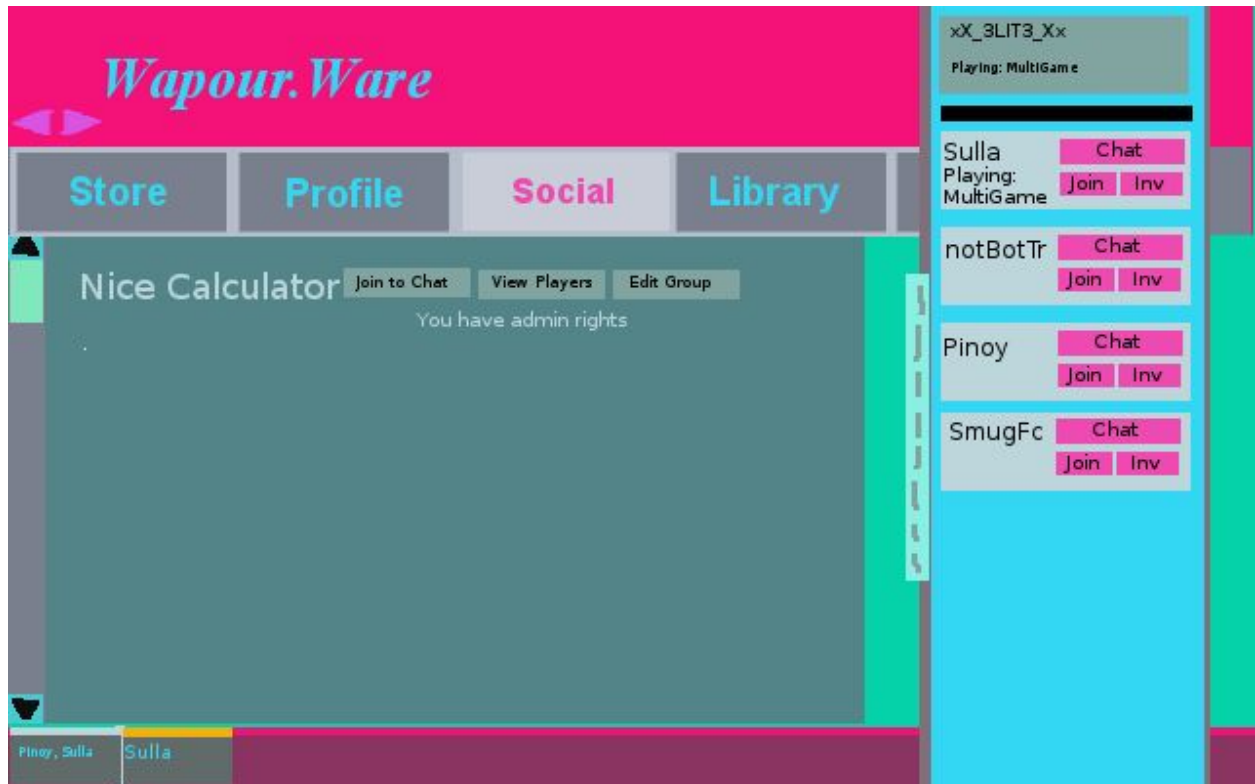 Wapour.Ware
Store
Profile
Social
Library
Nice Calculator
Join to Chat
View Players
Edit Group
You have admin rights
.
Pinoy, Sulla
Sulla
xX_3LIT3_Xx
Playing: MultiGame
Sulla
Playing:
MultiGame
Chat
Join
Inv
notBotTr
Chat
Join
Inv
Pinoy
Chat
Join
Inv
SmugFc
Chat
Join
Inv